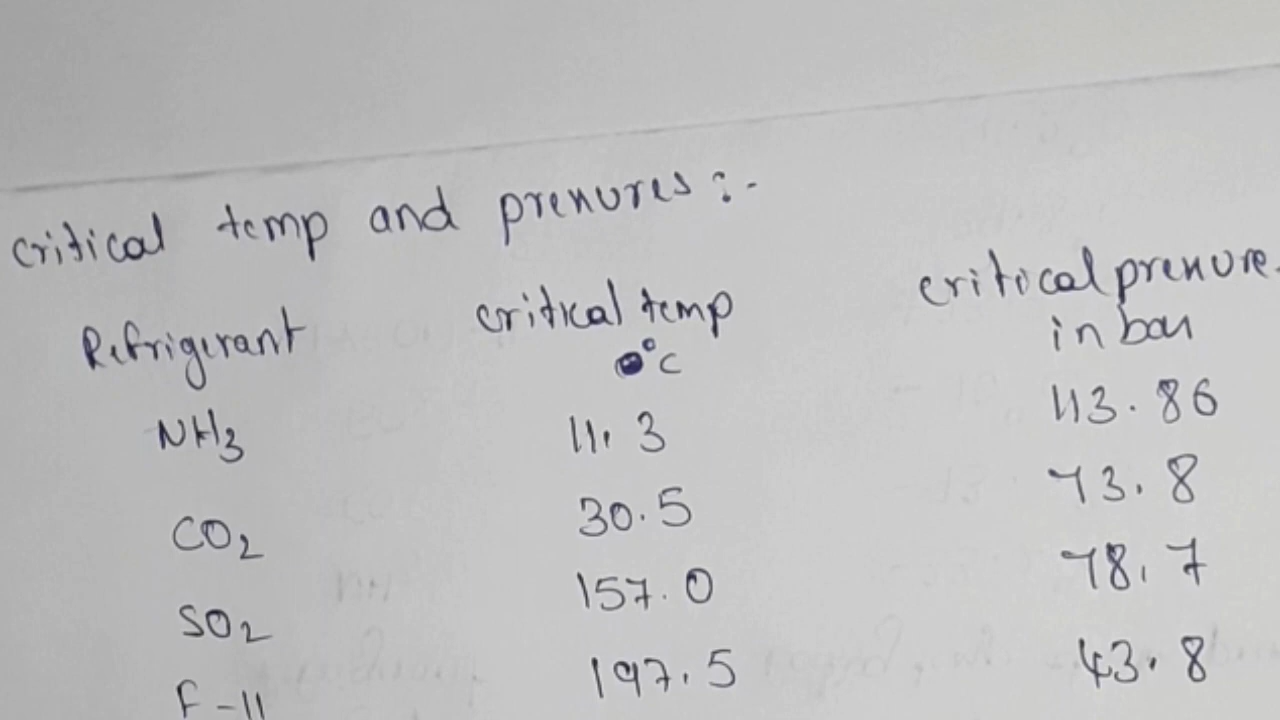 critical temp and pressures :-
Refrigerant critical temp °C critical pressure in bar
NH3 11.3 113.86
CO2 30.5 73.8
SO2 157.0 78.7
F-11 197.5 43.8